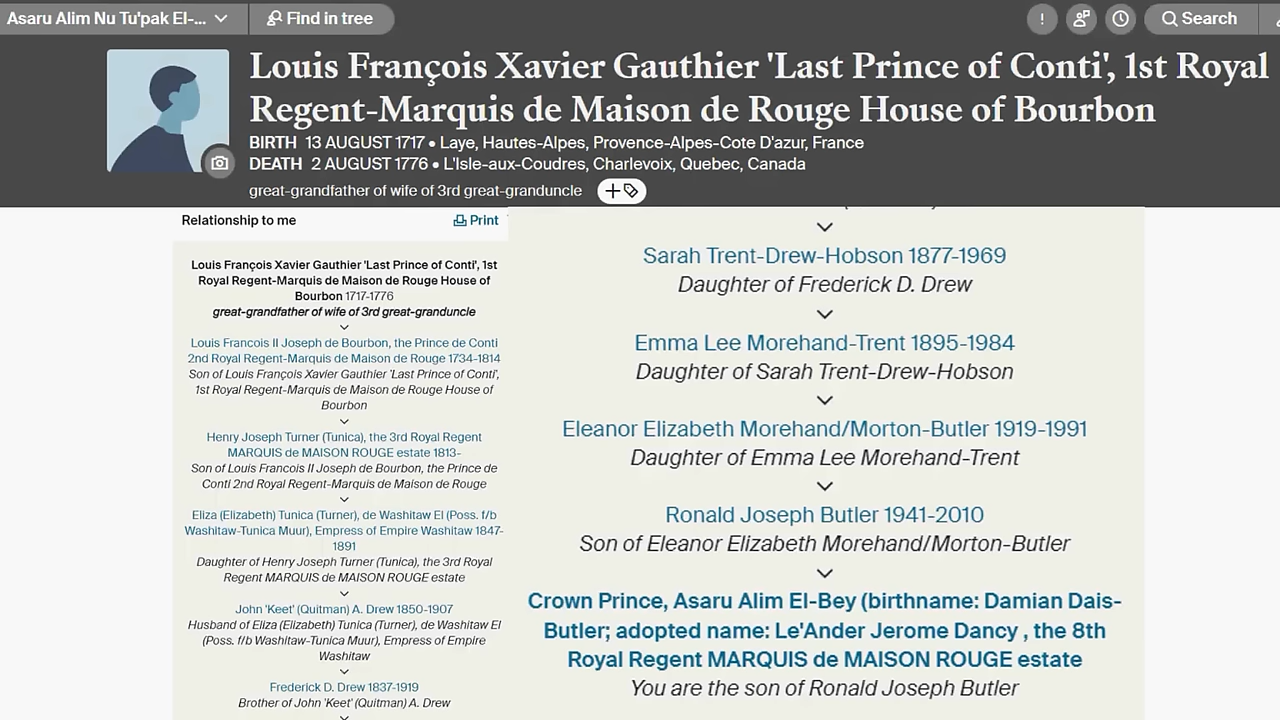 Asaru Alim Nu Tu'pak El-...
Find in tree
!
Search
Louis François Xavier Gauthier 'Last Prince of Conti', 1st Royal
Regent-Marquis de Maison de Rouge House of Bourbon
BIRTH 13 AUGUST 1717 • Laye, Hautes-Alpes, Provence-Alpes-Cote D'azur, France
DEATH 2 AUGUST 1776 • L'Isle-aux-Coudres, Charlevoix, Quebec, Canada
great-grandfather of wife of 3rd great-granduncle
Relationship to me
Print
Louis François Xavier Gauthier 'Last Prince of Conti', 1st
Royal Regent-Marquis de Maison de Rouge House of
Bourbon 1717-1776
great-grandfather of wife of 3rd great-granduncle
Louis Francois II Joseph de Bourbon, the Prince de Conti
2nd Royal Regent-Marquis de Maison de Rouge 1734-1814
Son of Louis François Xavier Gauthier 'Last Prince of Conti',
1st Royal Regent-Marquis de Maison de Rouge House of
Bourbon
Henry Joseph Turner (Tunica), the 3rd Royal Regent
MARQUIS de MAISON ROUGE estate 1813-
Son of Louis Francois II Joseph de Bourbon, the Prince de
Conti 2nd Royal Regent-Marquis de Maison de Rouge
Eliza (Elizabeth) Tunica (Turner), de Washitaw El (Poss. f/b
Washitaw-Tunica Muur), Empress of Empire Washitaw 1847-
1891
Daughter of Henry Joseph Turner (Tunica), the 3rd Royal
Regent MARQUIS de MAISON ROUGE estate
John 'Keet' (Quitman) A. Drew 1850-1907
Husband of Eliza (Elizabeth) Tunica (Turner), de Washitaw El
(Poss. f/b Washitaw-Tunica Muur), Empress of Empire
Washitaw
Frederick D. Drew 1837-1919
Brother of John 'Keet' (Quitman) A. Drew
Sarah Trent-Drew-Hobson 1877-1969
Daughter of Frederick D. Drew
Emma Lee Morehand-Trent 1895-1984
Daughter of Sarah Trent-Drew-Hobson
Eleanor Elizabeth Morehand/Morton-Butler 1919-1991
Daughter of Emma Lee Morehand-Trent
Ronald Joseph Butler 1941-2010
Son of Eleanor Elizabeth Morehand/Morton-Butler
Crown Prince, Asaru Alim El-Bey (birthname: Damian Dais-
Butler; adopted name: Le'Ander Jerome Dancy , the 8th
Royal Regent MARQUIS de MAISON ROUGE estate
You are the son of Ronald Joseph Butler